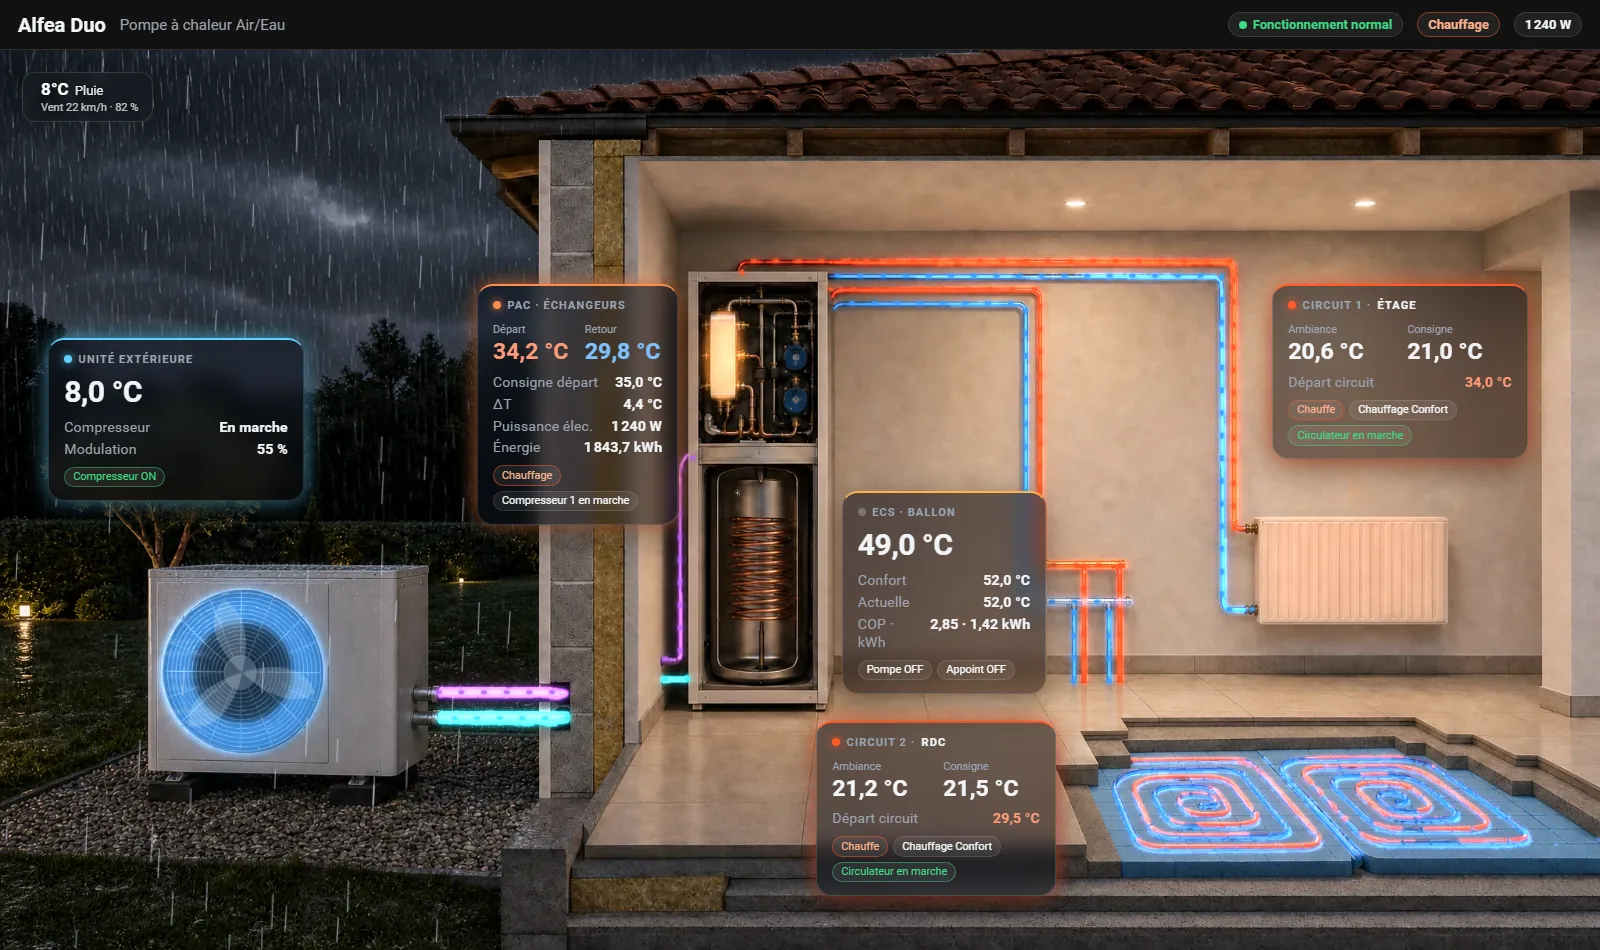 Alfea Duo Pompe à chaleur Air/Eau
Fonctionnement normal Chauffage 1 240 W
8°C Pluie
Vent 22 km/h · 82 %
UNITÉ EXTÉRIEURE
8,0 °C
Compresseur En marche
Modulation 55 %
Compresseur ON
PAC · ÉCHANGEURS
Départ Retour
34,2 °C 29,8 °C
Consigne départ 35,0 °C
ΔT 4,4 °C
Puissance élec. 1 240 W
Énergie 1 843,7 kWh
Chauffage
Compresseur 1 en marche
CIRCUIT 1 · ÉTAGE
Ambiance Consigne
20,6 °C 21,0 °C
Départ circuit 34,0 °C
Chauffe Chauffage Confort
Circulateur en marche
ECS · BALLON
49,0 °C
Confort 52,0 °C
Actuelle 52,0 °C
COP · 2,85 · 1,42 kWh
kWh
Pompe OFF Appoint OFF
CIRCUIT 2 · RDC
Ambiance Consigne
21,2 °C 21,5 °C
Départ circuit 29,5 °C
Chauffe Chauffage Confort
Circulateur en marche